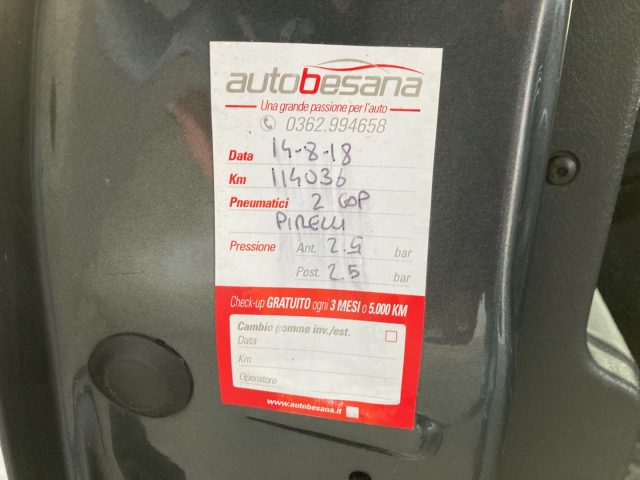 autobesana
Una grande passione per l'auto
0362.994658
Data 14-8-18
Km 114036
Pneumatici 2 GOP
PIRELLI
Pressione Ant. 2.5 bar
Post. 2.5 bar
Check-up GRATUITO ogni 3 MESI o 5.000 KM
Cambio gomme inv./est.
Data
Km
Operatore
www.autobesana.it